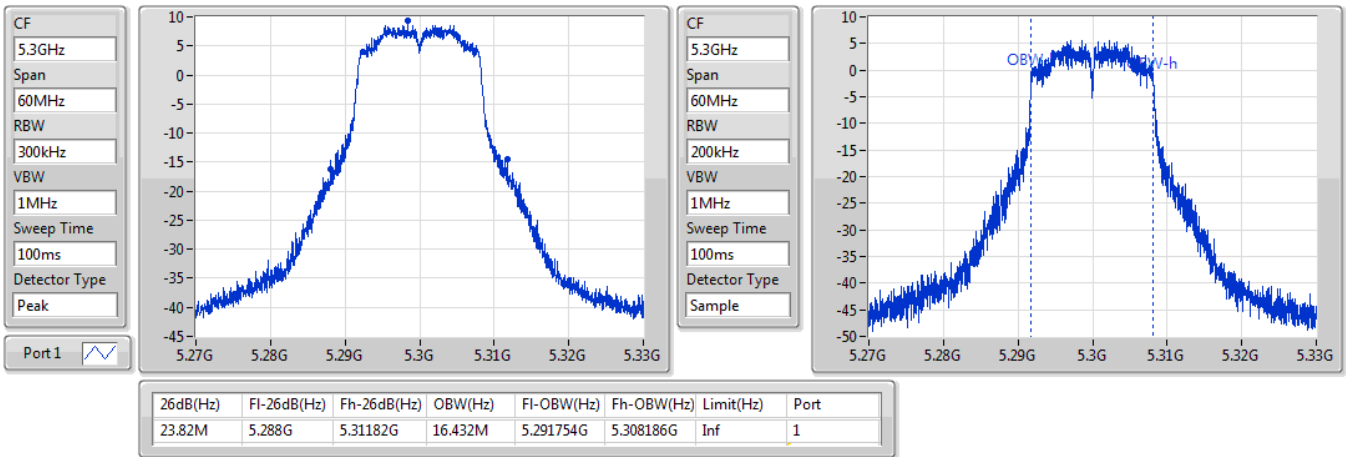 CF
5.3GHz
Span
60MHz
RBW
300kHz
VBW
1MHz
Sweep Time
100ms
Detector Type
Peak
Port 1
10
5
0
-5
-10
-15
-20
-25
-30
-35
-40
-45
5.27G 5.28G 5.29G 5.3G 5.31G 5.32G 5.33G
CF
5.3GHz
Span
60MHz
RBW
200kHz
VBW
1MHz
Sweep Time
100ms
Detector Type
Sample
10
5
0
-5
-10
-15
-20
-25
-30
-35
-40
-45
-50
5.27G 5.28G 5.29G 5.3G 5.31G 5.32G 5.33G
26dB(Hz) Fl-26dB(Hz) Fh-26dB(Hz) OBW(Hz) Fl-OBW(Hz) Fh-OBW(Hz) Limit(Hz) Port
23.82M 5.288G 5.31182G 16.432M 5.291754G 5.308186G Inf 1